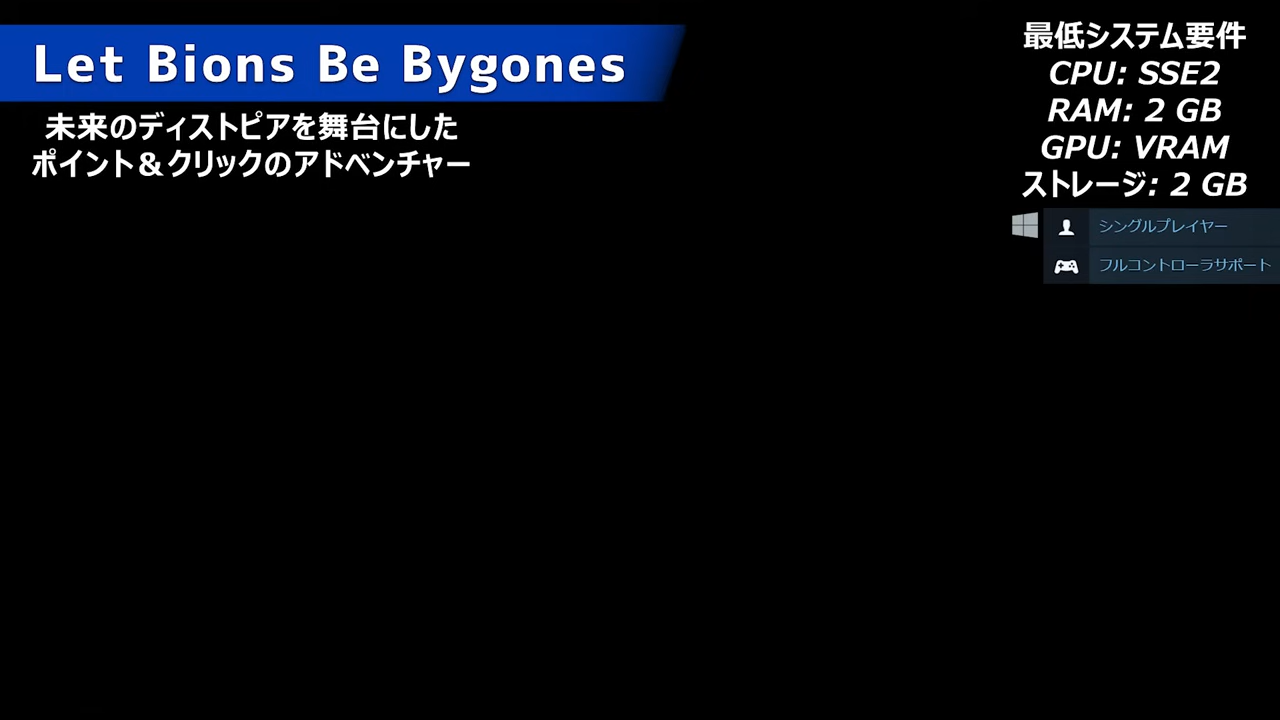 Let Bions Be Bygones
未来のディストピアを舞台にした
ポイント＆クリックのアドベンチャー
最低システム要件
CPU: SSE2
RAM: 2 GB
GPU: VRAM
ストレージ: 2 GB
シングルプレイヤー
フルコントローラサポート